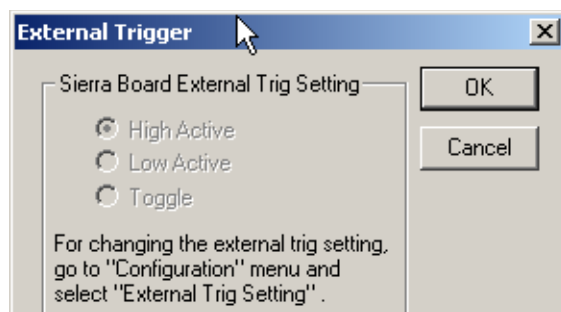 External Trigger
Sierra Board External Trig Setting
OK
High Active
Cancel
Low Active
Toggle
For changing the external trig setting,
go to "Configuration" menu and
select "External Trig Setting" .